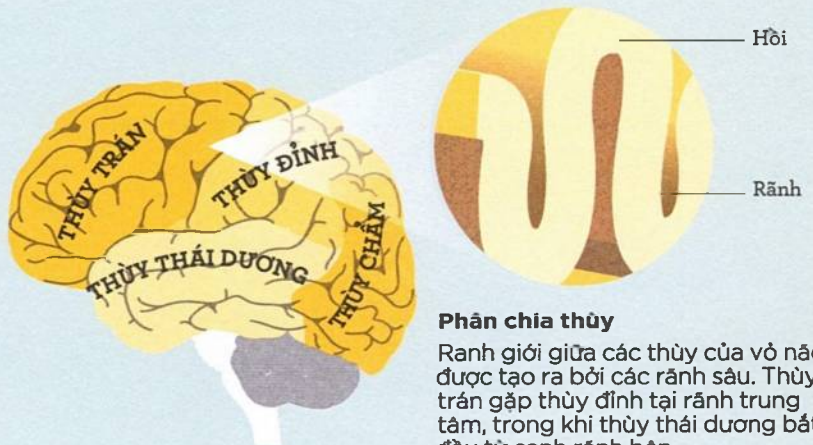 Hồi
THÙY TRÁN
THÙY ĐỈNH
Rãnh
THÙY THÁI DƯƠNG
THÙY CHẨM
Phân chia thùy
Ranh giới giữa các thùy của vỏ não
được tạo ra bởi các rãnh sâu. Thùy
trán gặp thùy đỉnh tại rãnh trung
tâm, trong khi thùy thái dương bắt